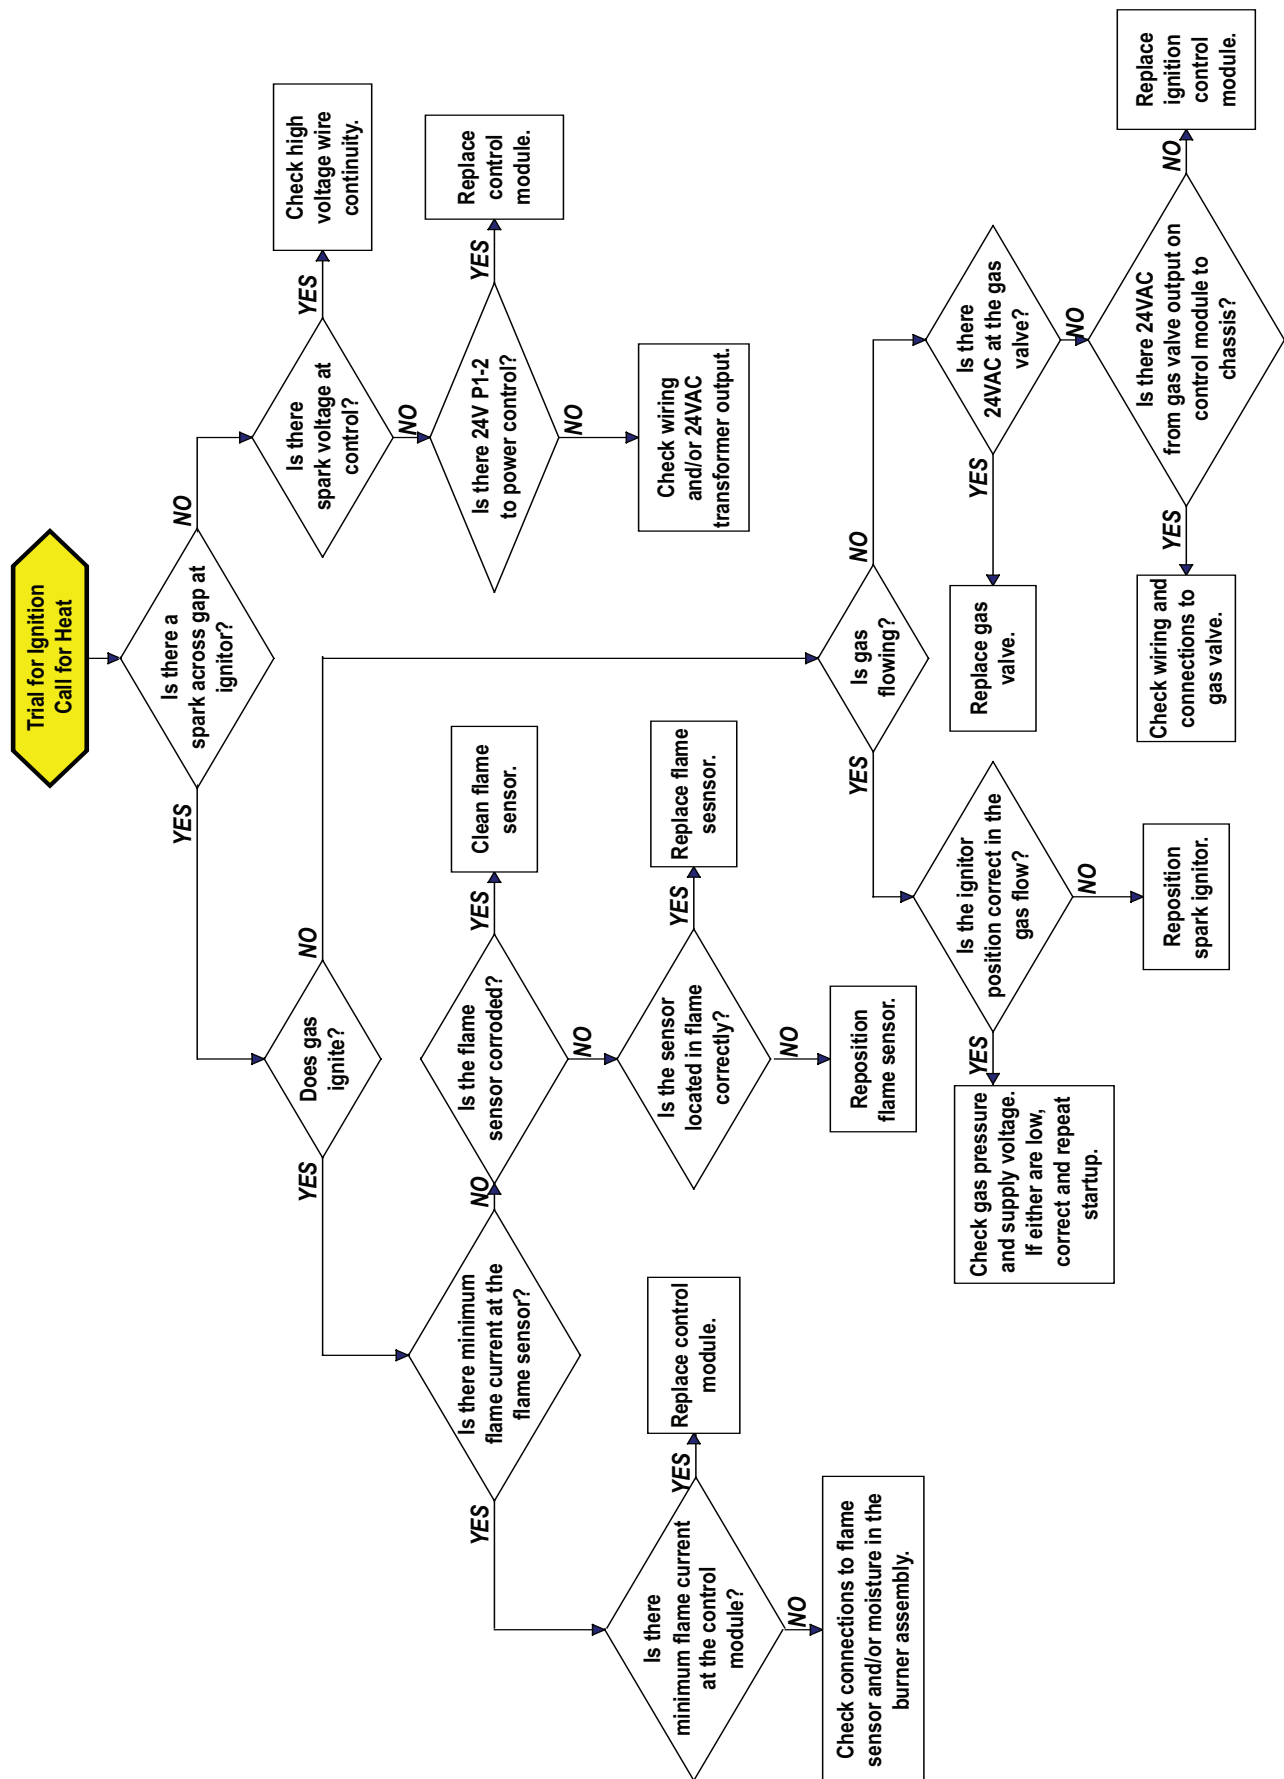 Trial for Ignition
Call for Heat
Is there a
spark across gap at
ignitor?
YES
NO
Is there
spark voltage at
control?
YES
Check high
voltage wire
continuity.
NO
Is there 24V P1-2
to power control?
YES
Replace
control
module.
NO
Check wiring
and/or 24VAC
transformer output.
Does gas
ignite?
YES
NO
Is there minimum
flame current at the
flame sensor?
YES
NO
Is the flame
sensor corroded?
YES
Clean flame
sensor.
NO
Is the sensor
located in flame
correctly?
YES
Replace flame
sesnsor.
NO
Reposition
flame sensor.
Is there
minimum flame current
at the control
module?
YES
Replace control
module.
NO
Check connections to flame
sensor and/or moisture in the
burner assembly.
Is gas
flowing?
YES
NO
Is the ignitor
position correct in the
gas flow?
YES
Check gas pressure
and supply voltage.
If either are low,
correct and repeat
startup.
NO
Reposition
spark ignitor.
Is there
24VAC at the gas
valve?
YES
Replace gas
valve.
NO
Is there 24VAC
from gas valve output on
control module to
chassis?
YES
Check wiring and
connections to
gas valve.
NO
Replace
ignition
control
module.